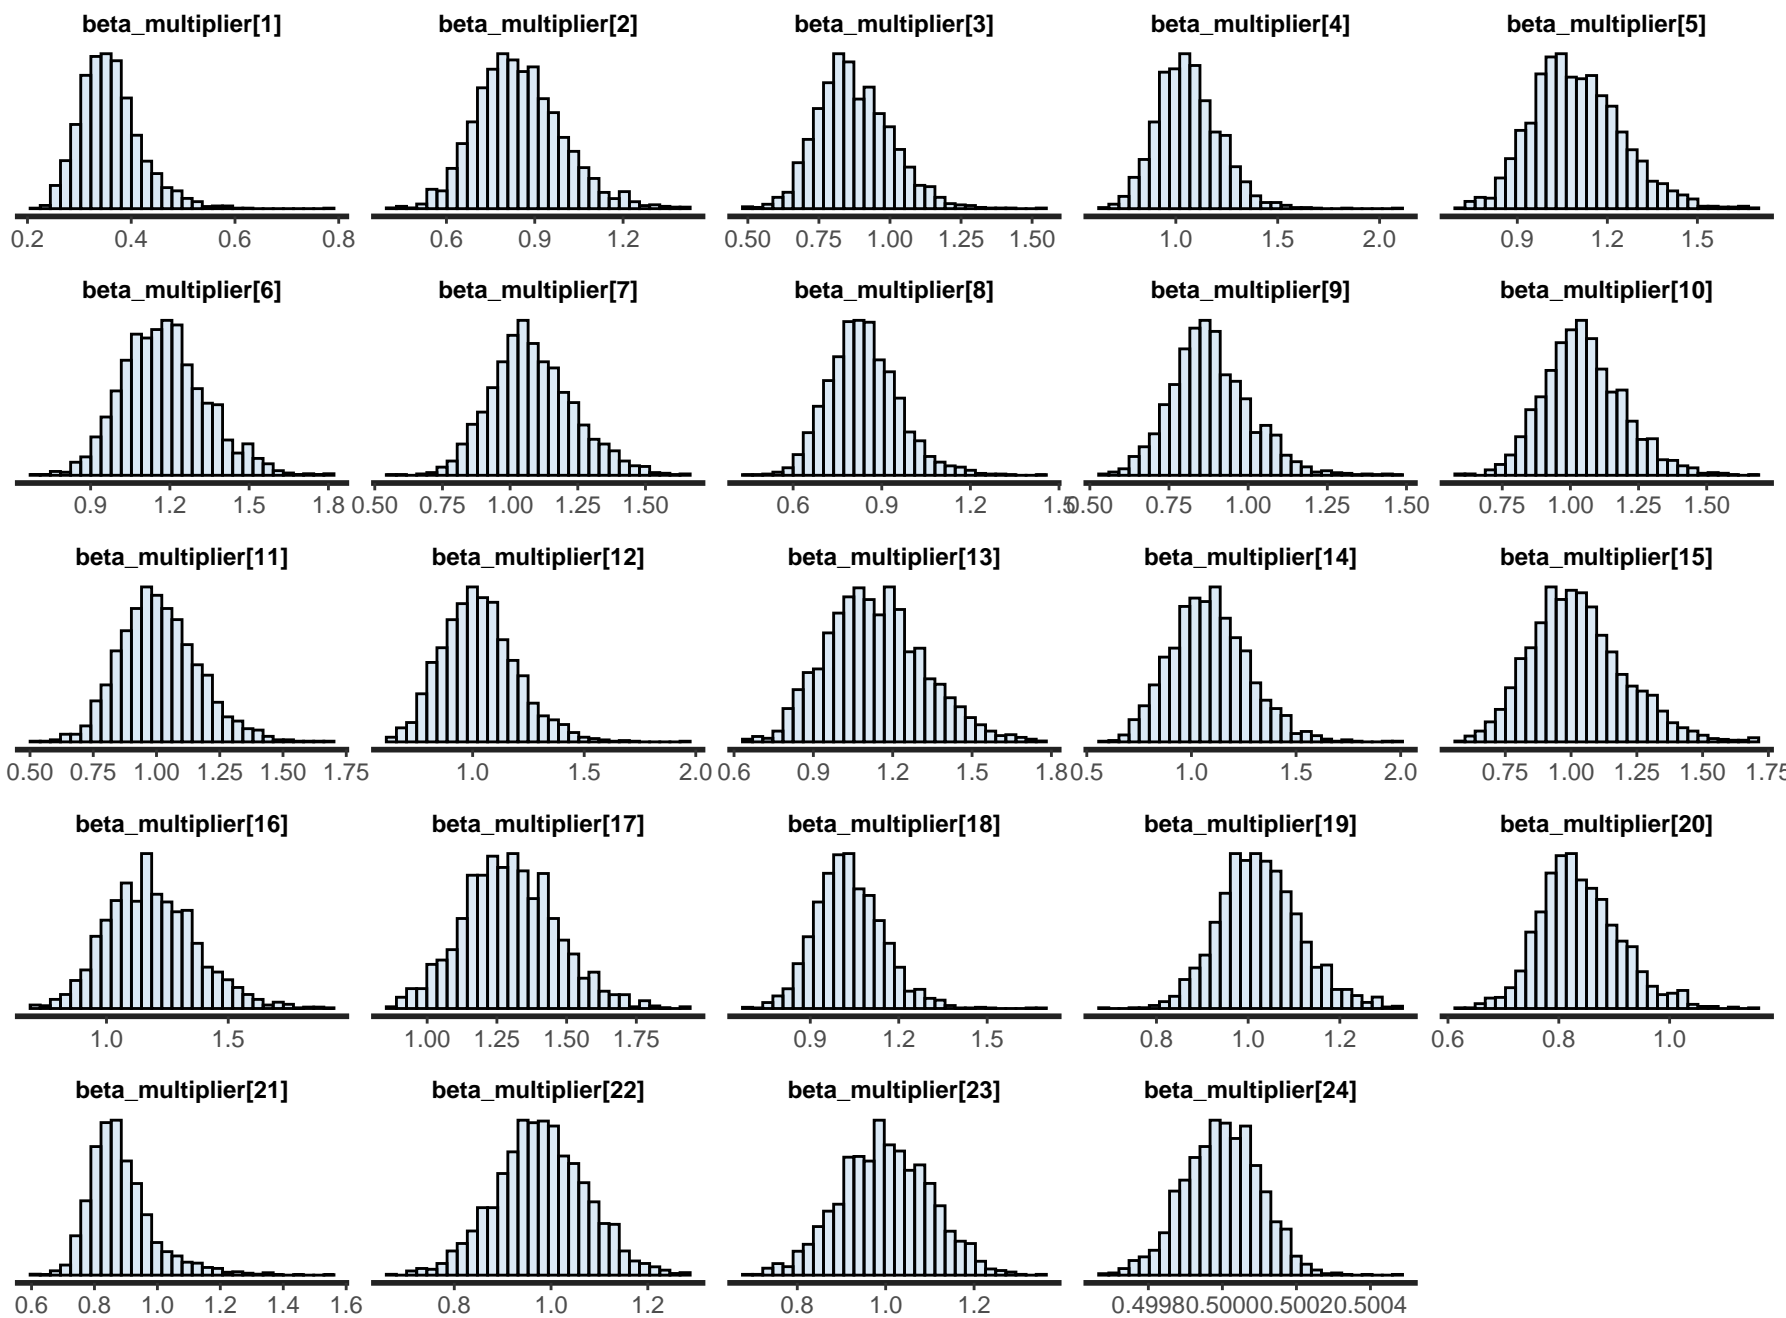 beta_multiplier[1] beta_multiplier[2] beta_multiplier[3] beta_multiplier[4] beta_multiplier[5]
0.2 0.4 0.6 0.8 0.6 0.9 1.2 0.50 0.75 1.00 1.25 1.50 1.0 1.5 2.0 0.9 1.2 1.5
beta_multiplier[6] beta_multiplier[7] beta_multiplier[8] beta_multiplier[9] beta_multiplier[10]
0.9 1.2 1.5 1.8 0.50 0.75 1.00 1.25 1.50 0.6 0.9 1.2 1.5 0.50 0.75 1.00 1.25 1.50 0.75 1.00 1.25 1.50
beta_multiplier[11] beta_multiplier[12] beta_multiplier[13] beta_multiplier[14] beta_multiplier[15]
0.50 0.75 1.00 1.25 1.50 1.75 1.0 1.5 2.0 0.6 0.9 1.2 1.5 1.8 0.5 1.0 1.5 2.0 0.75 1.00 1.25 1.50 1.75
beta_multiplier[16] beta_multiplier[17] beta_multiplier[18] beta_multiplier[19] beta_multiplier[20]
1.0 1.5 1.00 1.25 1.50 1.75 0.9 1.2 1.5 0.8 1.0 1.2 0.6 0.8 1.0
beta_multiplier[21] beta_multiplier[22] beta_multiplier[23] beta_multiplier[24]
0.6 0.8 1.0 1.2 1.4 1.6 0.8 1.0 1.2 0.8 1.0 1.2 0.4998 0.5000 0.5002 0.5004